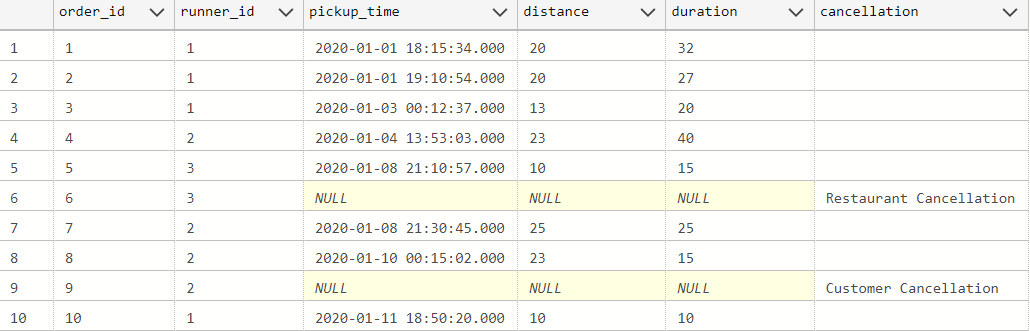 order_id runner_id pickup_time distance duration cancellation
1 1 1 2020-01-01 18:15:34.000 20 32
2 2 1 2020-01-01 19:10:54.000 20 27
3 3 1 2020-01-03 00:12:37.000 13 20
4 4 2 2020-01-04 13:53:03.000 23 40
5 5 3 2020-01-08 21:10:57.000 10 15
6 6 3 NULL NULL NULL Restaurant Cancellation
7 7 2 2020-01-08 21:30:45.000 25 25
8 8 2 2020-01-10 00:15:02.000 23 15
9 9 2 NULL NULL NULL Customer Cancellation
10 10 1 2020-01-11 18:50:20.000 10 10